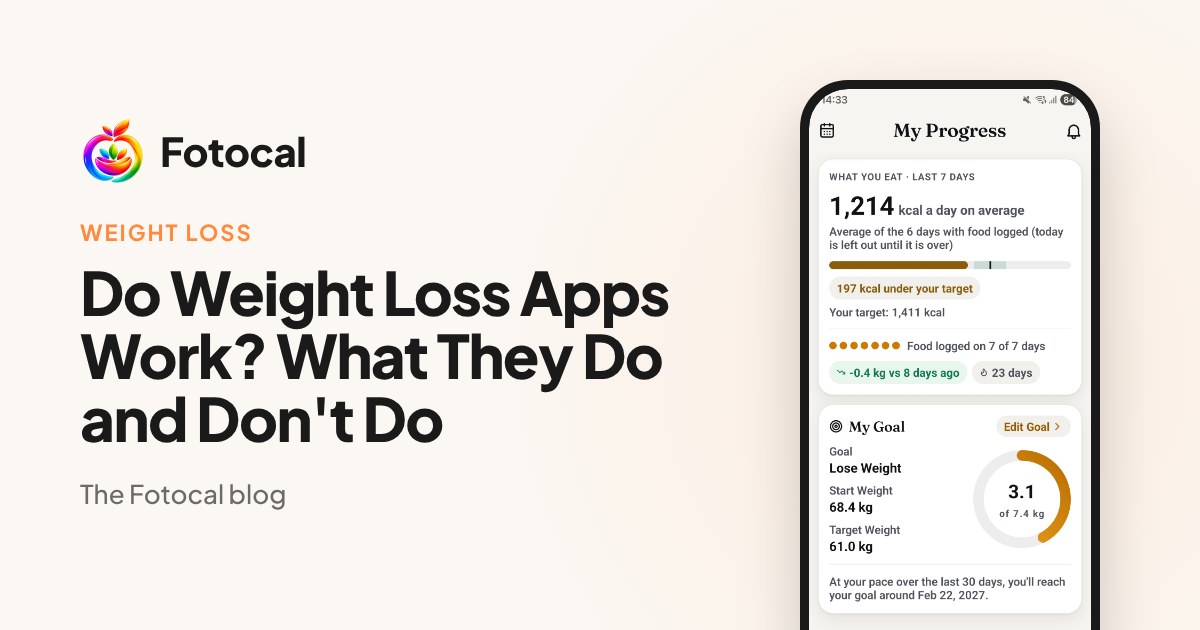 Fotocal
WEIGHT LOSS
Do Weight Loss Apps
Work? What They Do
and Don't Do
The Fotocal blog
14:33
84
My Progress
WHAT YOU EAT · LAST 7 DAYS
1,214 kcal a day on average
Average of the 6 days with food logged (today
is left out until it is over)
197 kcal under your target
Your target: 1,411 kcal
Food logged on 7 of 7 days
-0.4 kg vs 8 days ago
23 days
My Goal
Edit Goal
Goal
Lose Weight
Start Weight
68.4 kg
Target Weight
61.0 kg
3.1
of 7.4 kg
At your pace over the last 30 days, you'll reach
your goal around Feb 22, 2027.